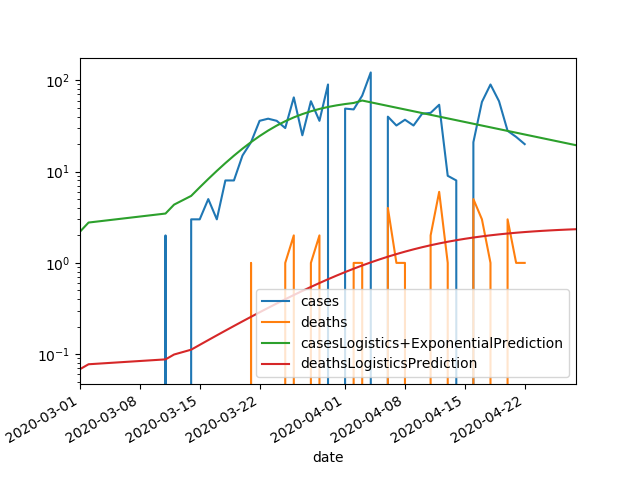 10²
10¹
10⁰
10⁻¹
cases
deaths
casesLogistics+ExponentialPrediction
deathsLogisticsPrediction
2020-03-01
2020-03-08
2020-03-15
2020-03-22
2020-04-01
2020-04-08
2020-04-15
2020-04-22
date